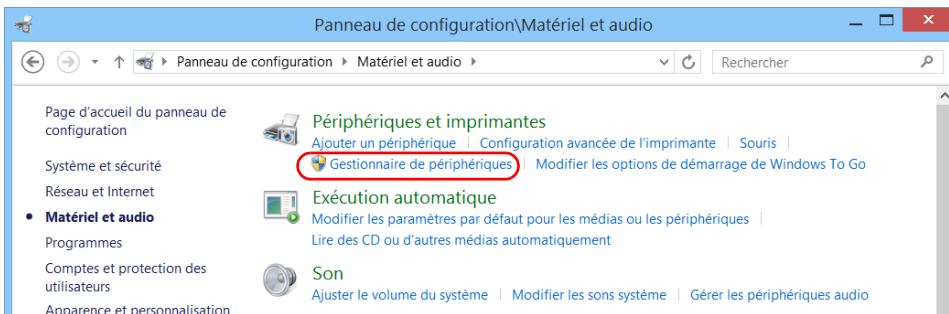 Panneau de configuration\Matériel et audio
Panneau de configuration Matériel et audio
Rechercher
Page d'accueil du panneau de
configuration
Système et sécurité
Réseau et Internet
Matériel et audio
Programmes
Comptes et protection des
utilisateurs
Apparence et personnalisation
Périphériques et imprimantes
Ajouter un périphérique
Configuration avancée de l'imprimante
Souris
Gestionnaire de périphériques
Modifier les options de démarrage de Windows To Go
Exécution automatique
Modifier les paramètres par défaut pour les médias ou les périphériques
Lire des CD ou d'autres médias automatiquement
Son
Ajuster le volume du système
Modifier les sons système
Gérer les périphériques audio